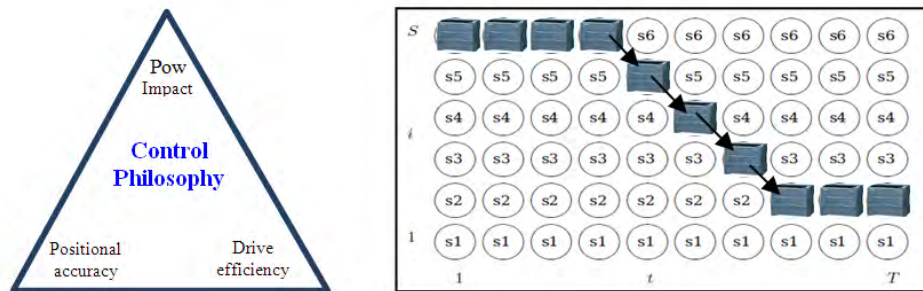 Pow
Impact
Control
Philosophy
Positional
accuracy
Drive
efficiency
S s6 s6 s6 s6 s6 s6
s5 s5 s5 s5 s5 s5 s5 s5 s5
i s4 s4 s4 s4 s4 s4 s4 s4 s4
s3 s3 s3 s3 s3 s3 s3 s3 s3
s2 s2 s2 s2 s2 s2 s2
1 s1 s1 s1 s1 s1 s1 s1 s1 s1 s1
1 t T